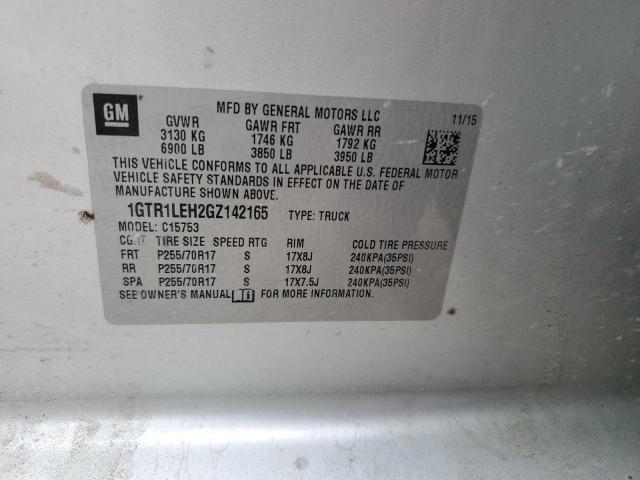 GM
MFD BY GENERAL MOTORS LLC
11/15
GVWR GAWR FRT GAWR RR
3130 KG 1746 KG 1792 KG
6900 LB 3850 LB 3950 LB
THIS VEHICLE CONFORMS TO ALL APPLICABLE U.S. FEDERAL MOTOR
VEHICLE SAFETY STANDARDS IN EFFECT ON THE DATE OF
MANUFACTURE SHOWN ABOVE.
1GTR1LEH2GZ142165 TYPE: TRUCK
MODEL: C15753
TIRE SIZE SPEED RTG RIM COLD TIRE PRESSURE
FRT P255/70R17 S 17X8J 240KPA(35PSI)
RR P255/70R17 S 17X8J 240KPA(35PSI)
SPA P255/70R17 S 17X7.5J 240KPA(35PSI)
SEE OWNER'S MANUAL FOR ADDITIONAL INFORMATION.